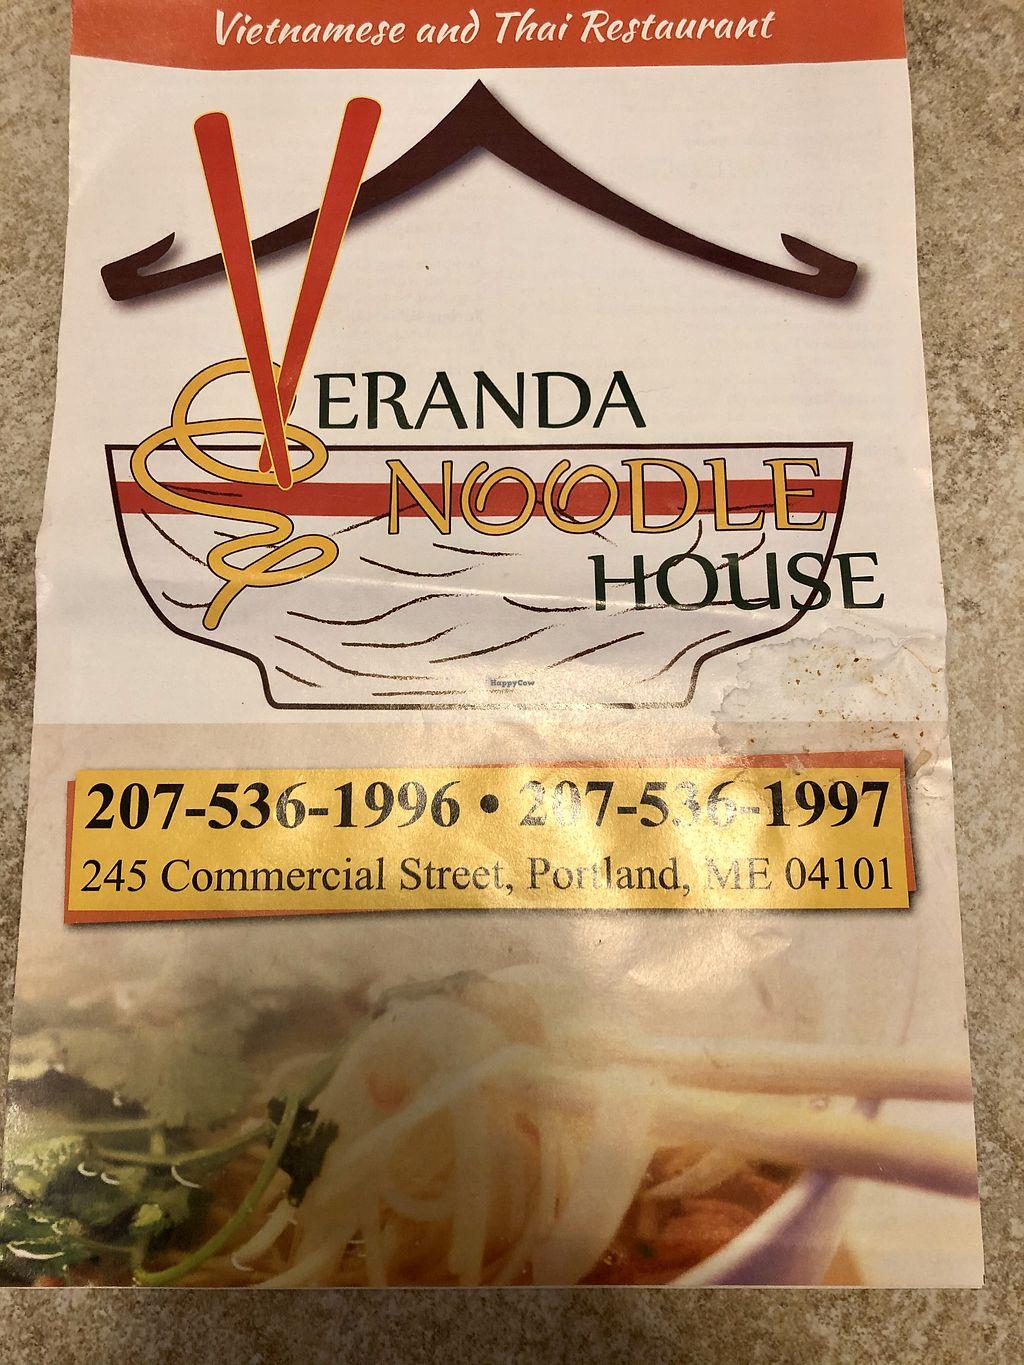 Vietnamese and Thai Restaurant
VERANDA
NOODLE
HOUSE
HappyCow
207-536-1996 • 207-536-1997
245 Commercial Street, Portland, ME 04101